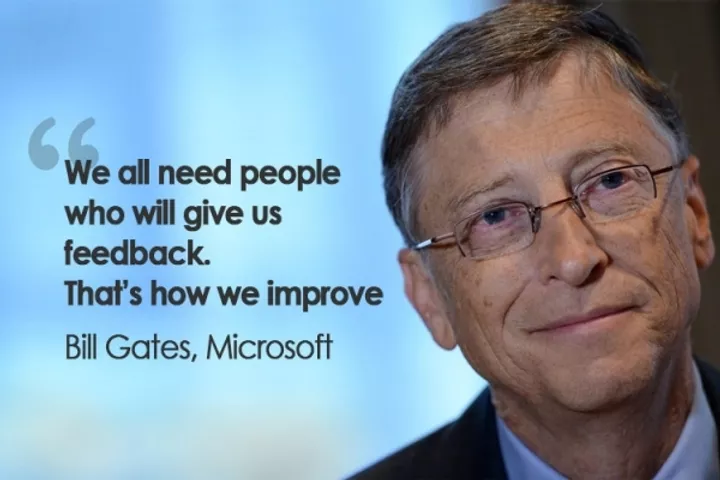 “We all need people
who will give us
feedback.
That's how we improve
Bill Gates, Microsoft